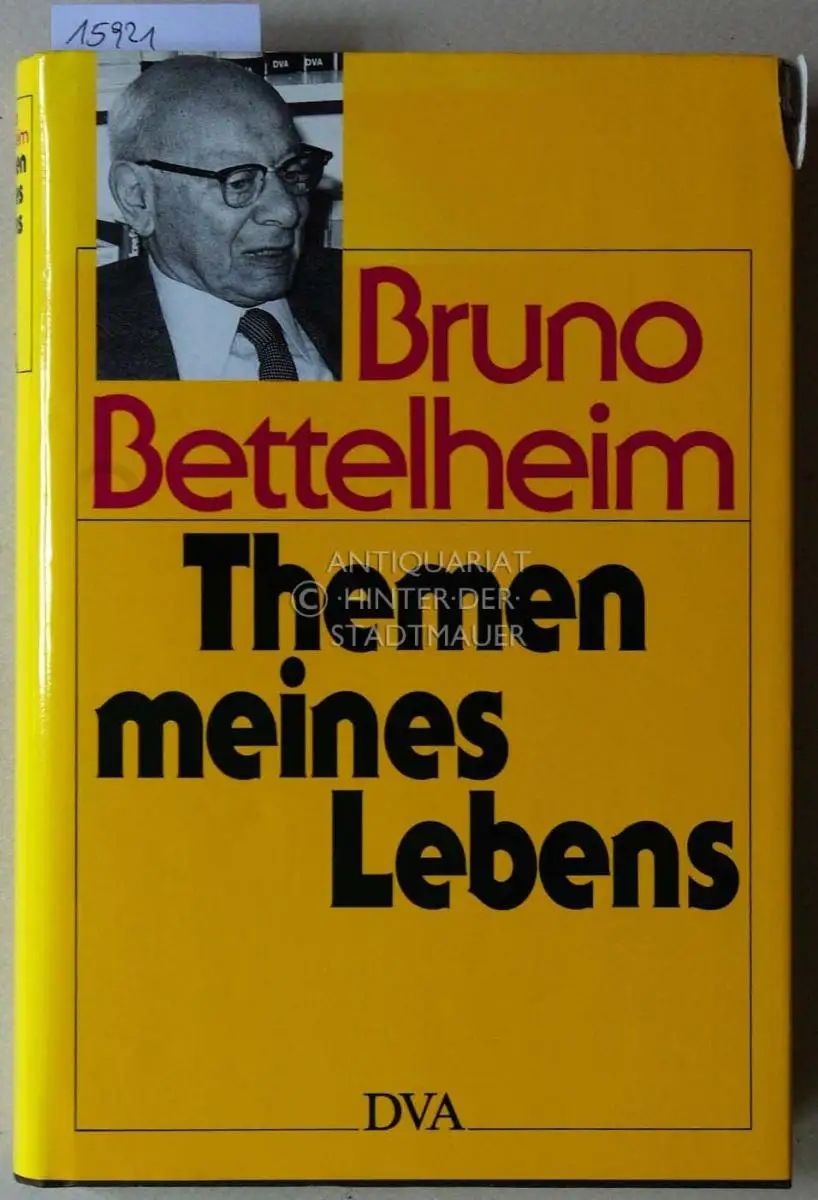 15921
DVA DVA
Bruno
Bettelheim
Themen
meines
Lebens
ANTIQUARIAT
© ·HINTER·DER·
STADTMAUER
DVA